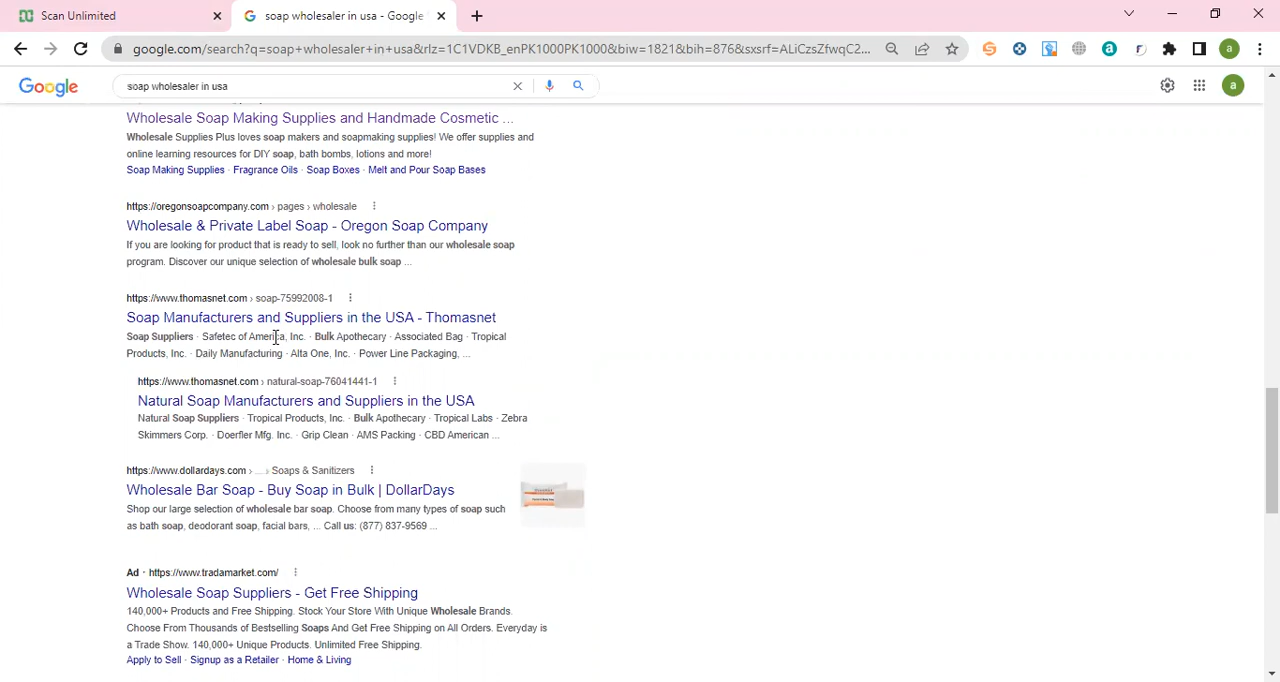 Scan Unlimited
soap wholesaler in usa - Google
google.com/search?q=soap+wholesaler+in+usa&rlz=1C1VDKB_enPK1000PK1000&biw=1821&bih=876&sxsrf=ALiCzsZfwqC2...
a
Google
soap wholesaler in usa
a
Wholesale Soap Making Supplies and Handmade Cosmetic ...
Wholesale Supplies Plus loves soap makers and soapmaking supplies! We offer supplies and
online learning resources for DIY soap, bath bombs, lotions and more!
Soap Making Supplies · Fragrance Oils · Soap Boxes · Melt and Pour Soap Bases
https://oregonsoapcompany.com › pages › wholesale
Wholesale & Private Label Soap - Oregon Soap Company
If you are looking for product that is ready to sell, look no further than our wholesale soap
program. Discover our unique selection of wholesale bulk soap ...
https://www.thomasnet.com › soap-75992008-1
Soap Manufacturers and Suppliers in the USA - Thomasnet
Soap Suppliers · Safetec of America, Inc. · Bulk Apothecary · Associated Bag · Tropical
Products, Inc. · Daily Manufacturing · Alta One, Inc. · Power Line Packaging, ...
https://www.thomasnet.com › natural-soap-76041441-1
Natural Soap Manufacturers and Suppliers in the USA
Natural Soap Suppliers · Tropical Products, Inc. · Bulk Apothecary · Tropical Labs · Zebra
Skimmers Corp. · Doerfler Mfg. Inc. · Grip Clean · AMS Packing · CBD American ...
https://www.dollardays.com › ... › Soaps & Sanitizers
Wholesale Bar Soap - Buy Soap in Bulk | DollarDays
Shop our large selection of wholesale bar soap. Choose from many types of soap such
as bath soap, deodorant soap, facial bars, ... Call us: (877) 837-9569 ...
Ad · https://www.tradamarket.com/
Wholesale Soap Suppliers - Get Free Shipping
140,000+ Products and Free Shipping. Stock Your Store With Unique Wholesale Brands.
Choose From Thousands of Bestselling Soaps And Get Free Shipping on All Orders. Everyday is
a Trade Show. 140,000+ Unique Products. Unlimited Free Shipping.
Apply to Sell · Signup as a Retailer · Home & Living